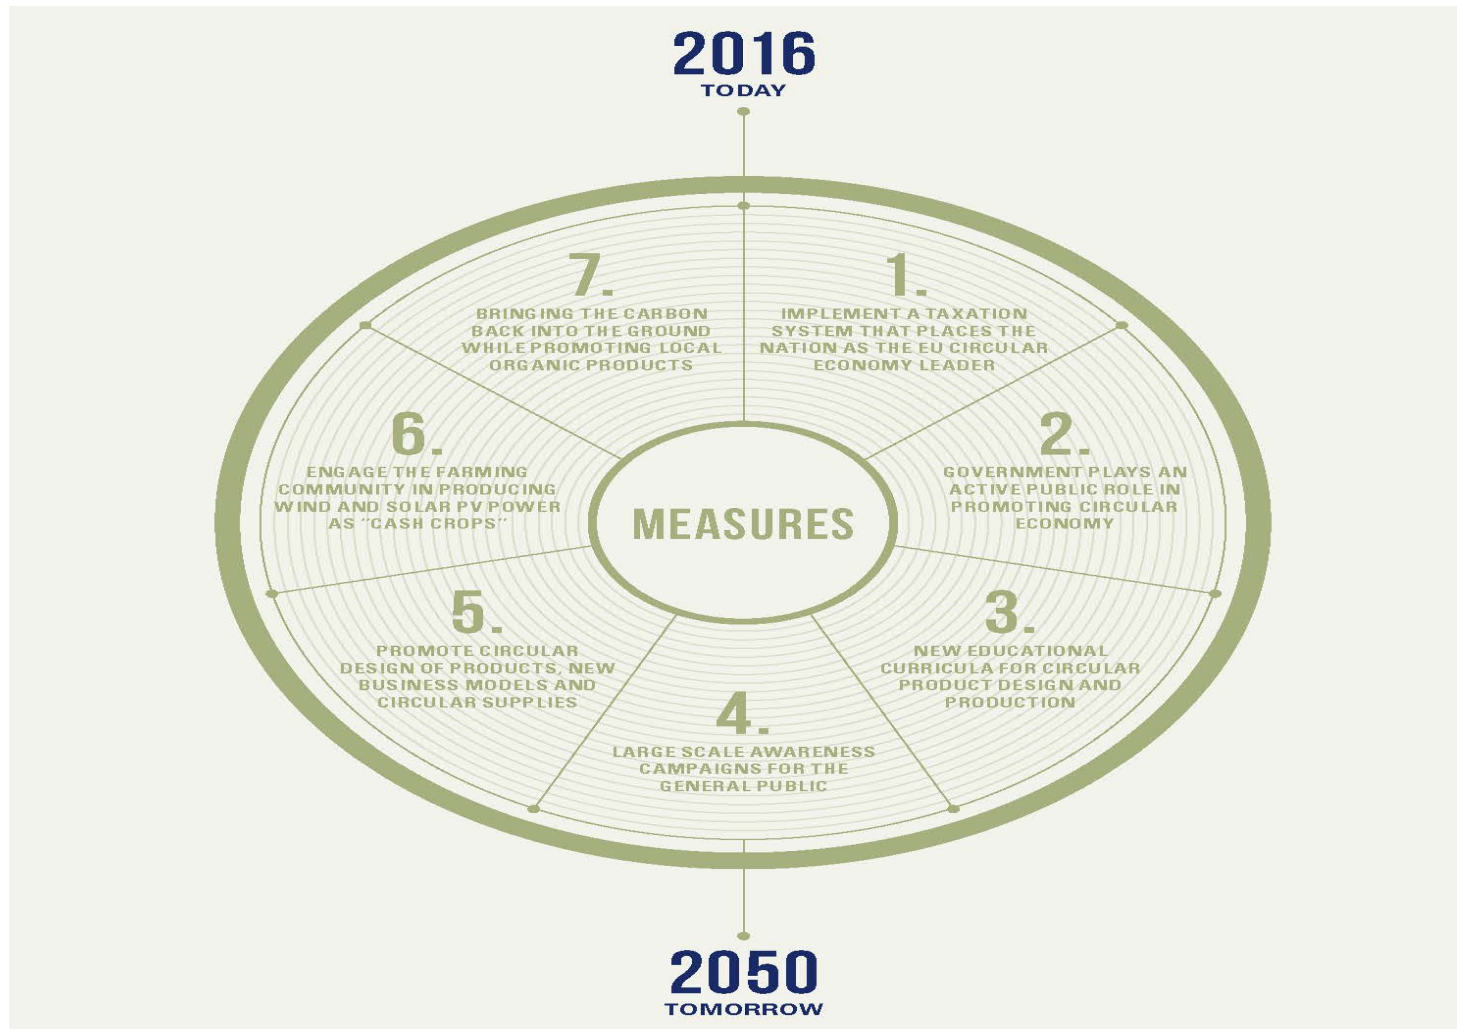 2016
TODAY
1.
IMPLEMENT A TAXATION
SYSTEM THAT PLACES THE
NATION AS THE EU CIRCULAR
ECONOMY LEADER
2.
GOVERNMENT PLAYS AN
ACTIVE PUBLIC ROLE IN
PROMOTING CIRCULAR
ECONOMY
3.
NEW EDUCATIONAL
CURRICULA FOR CIRCULAR
PRODUCT DESIGN AND
PRODUCTION
4.
LARGE SCALE AWARENESS
CAMPAIGNS FOR THE
GENERAL PUBLIC
5.
PROMOTE CIRCULAR
DESIGN OF PRODUCTS, NEW
BUSINESS MODELS AND
CIRCULAR SUPPLIES
6.
ENGAGE THE FARMING
COMMUNITY IN PRODUCING
WIND AND SOLAR PV POWER
AS "CASH CROPS"
7.
BRINGING THE CARBON
BACK INTO THE GROUND
WHILE PROMOTING LOCAL
ORGANIC PRODUCTS
MEASURES
2050
TOMORROW